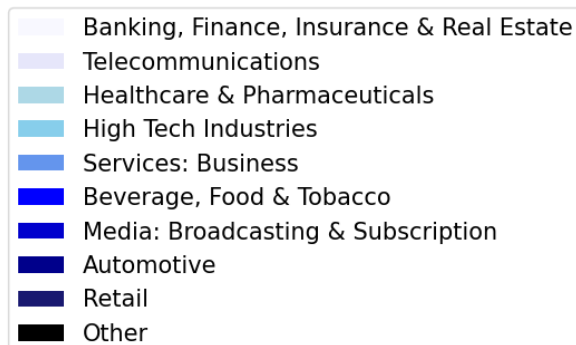 Banking, Finance, Insurance & Real Estate
Telecommunications
Healthcare & Pharmaceuticals
High Tech Industries
Services: Business
Beverage, Food & Tobacco
Media: Broadcasting & Subscription
Automotive
Retail
Other